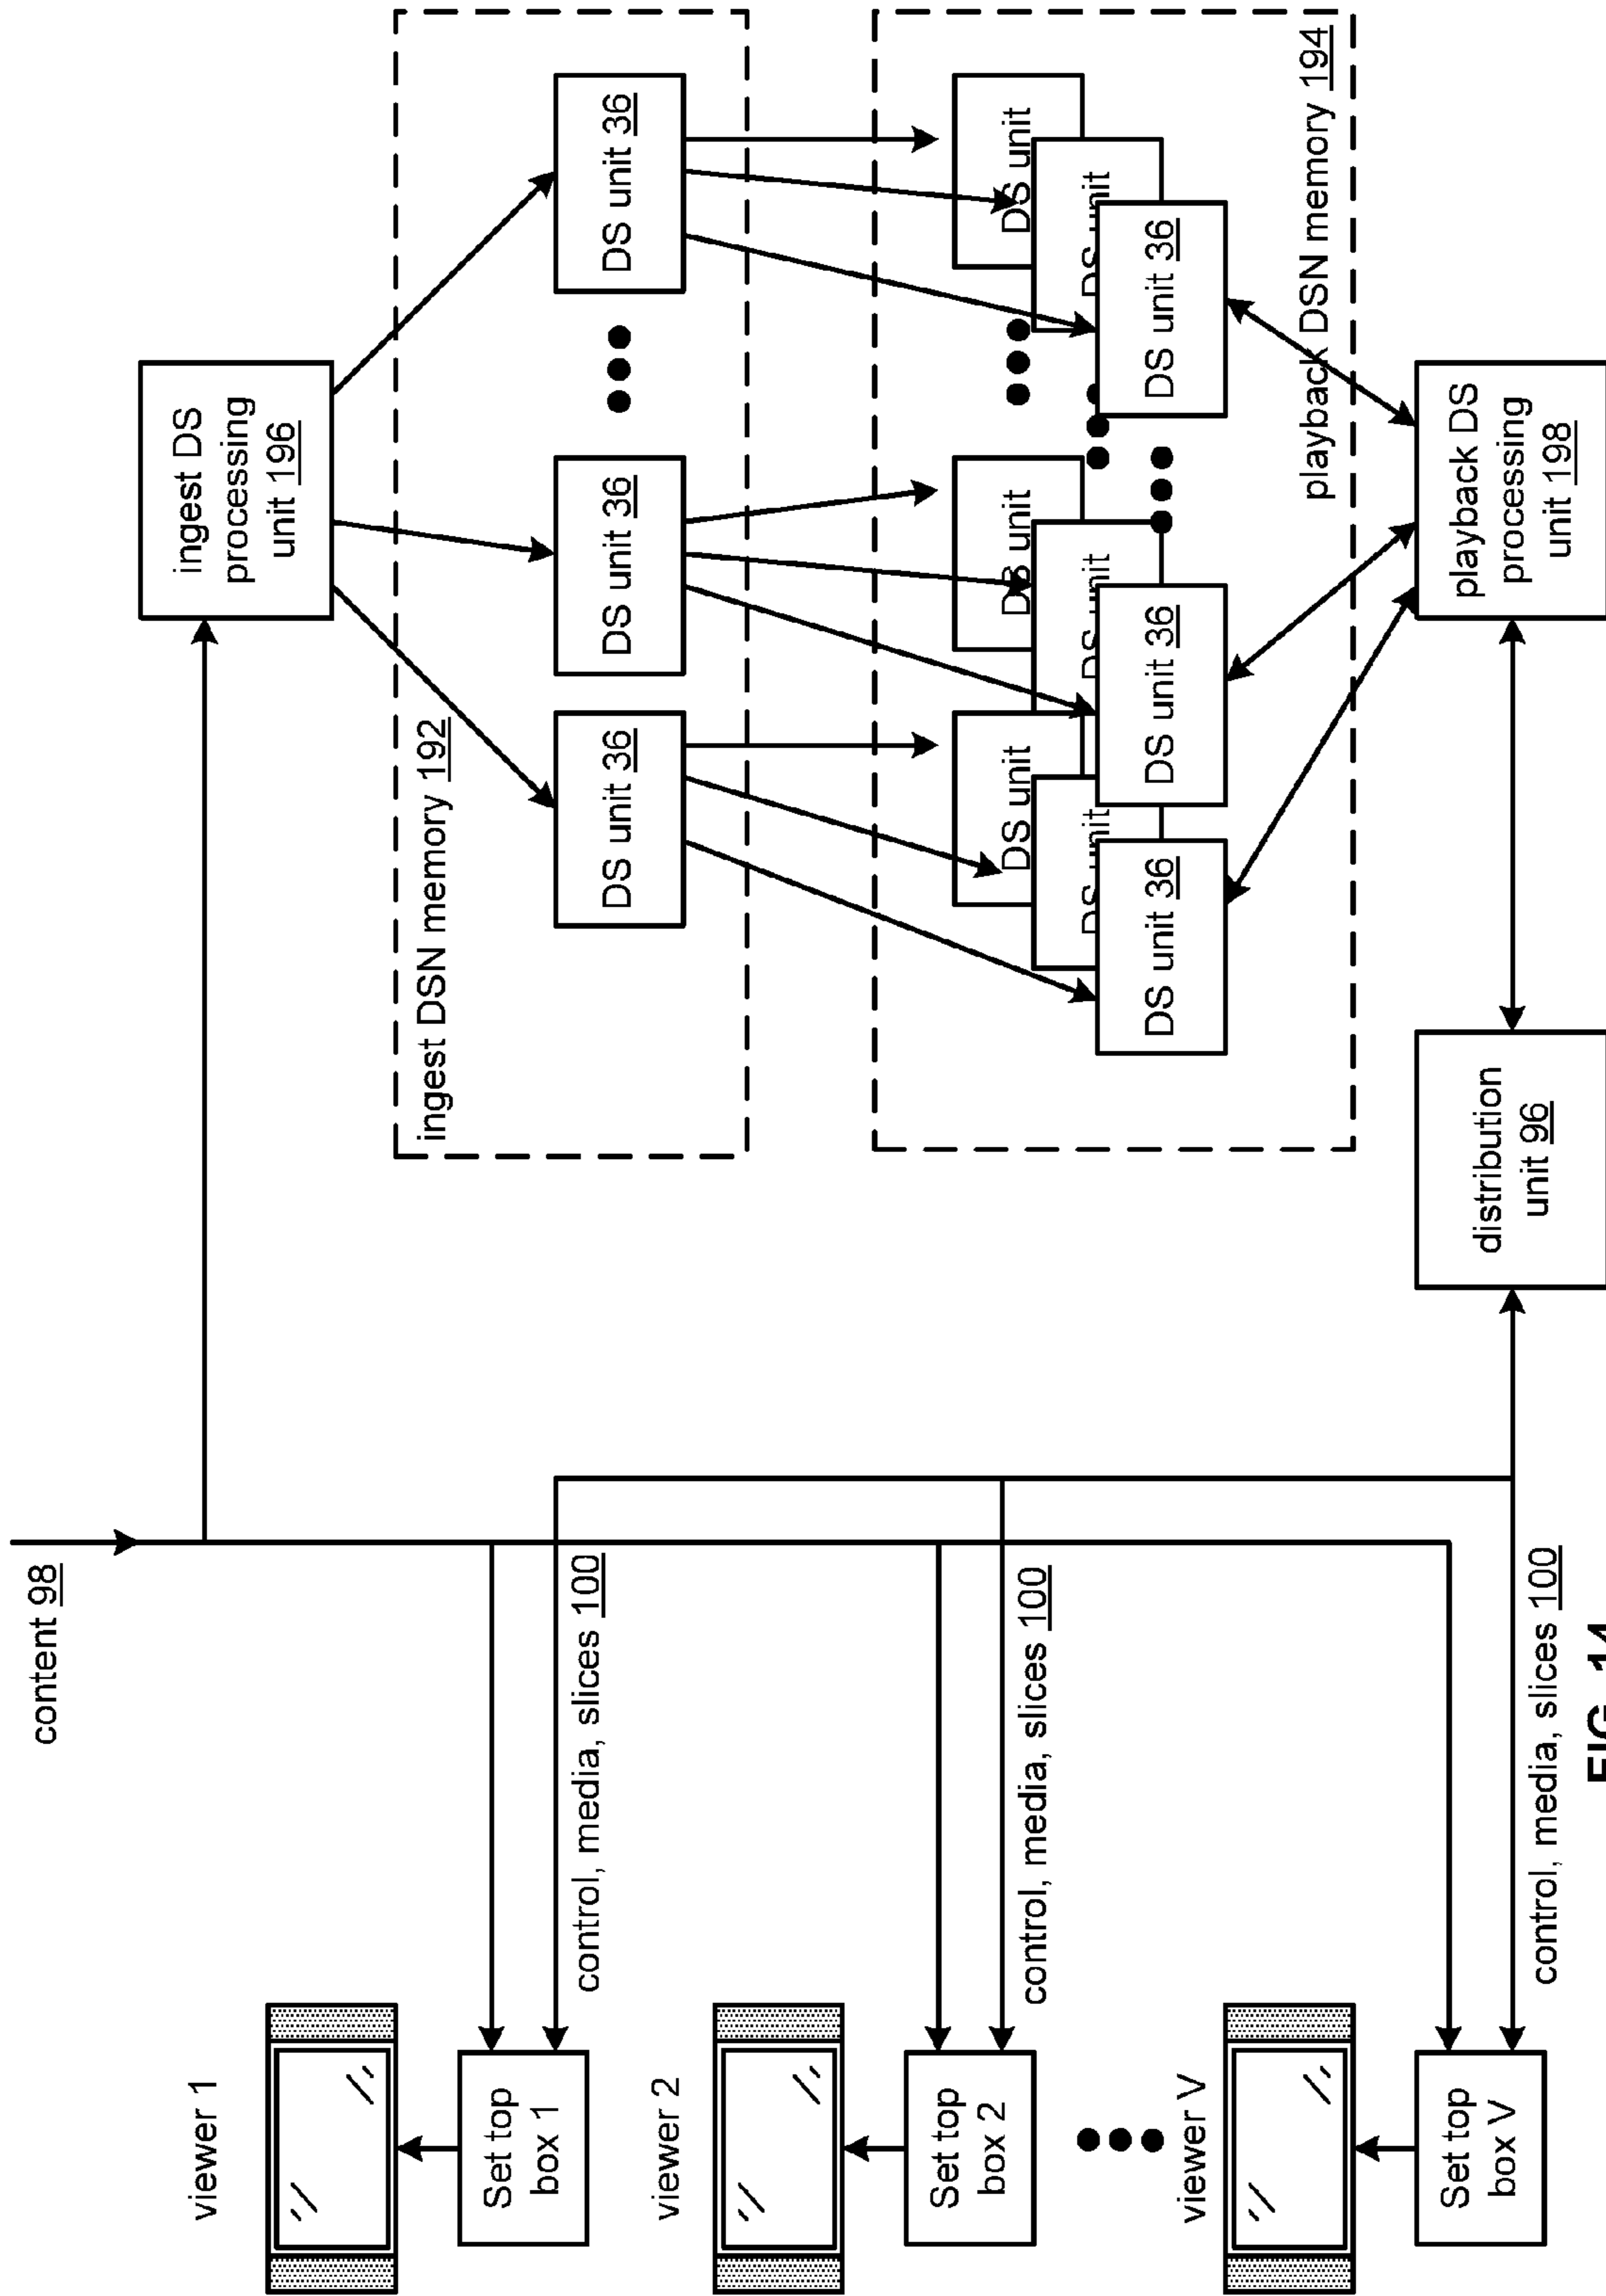 content 98
viewer 1
Set top
box 1
control, media, slices 100
viewer 2
Set top
box 2
control, media, slices 100
viewer V
Set top
box V
control, media, slices 100
ingest DS
processing
unit 196
ingest DSN memory 192
DS unit 36
DS unit 36
DS unit 36
DS unit
DS unit
DS unit 36
DS unit
DS unit
DS unit 36
DS unit
DS unit
DS unit 36
playback DSN memory 194
distribution
unit 96
playback DS
processing
unit 198
FIG. 14